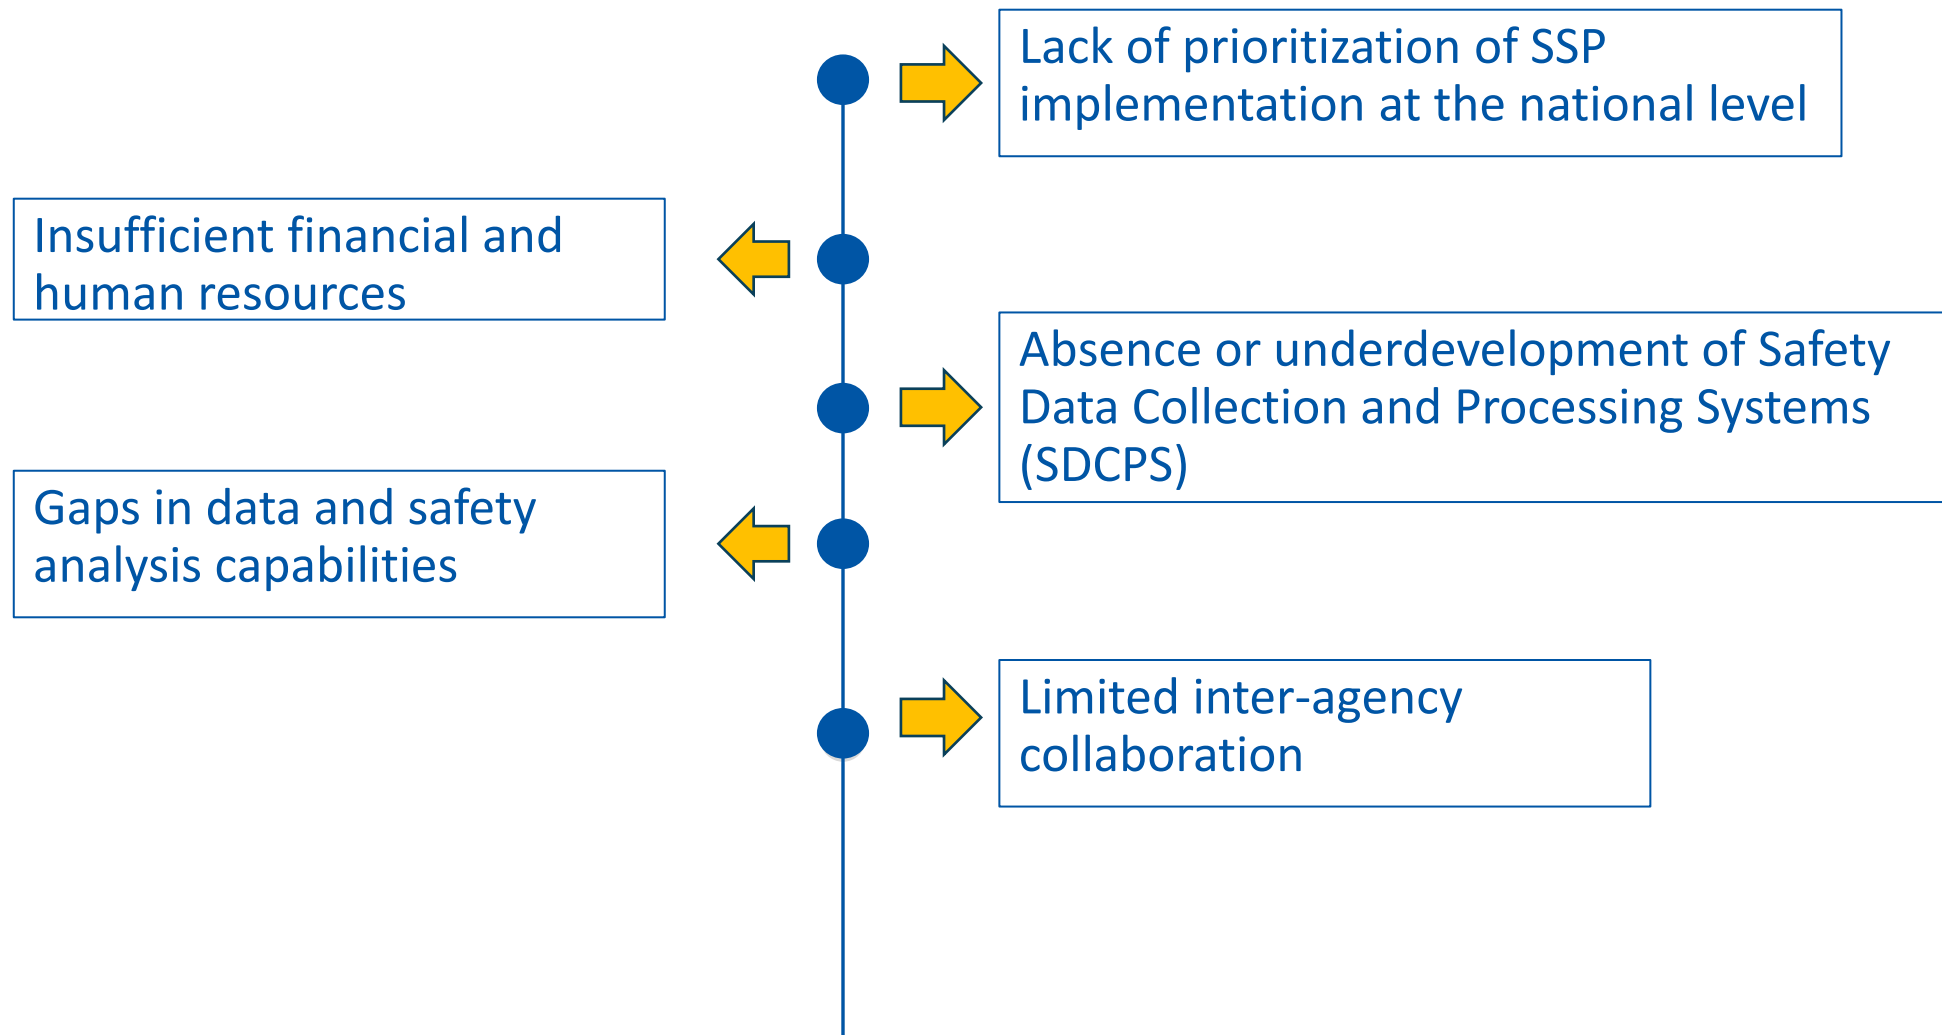 Lack of prioritization of SSP
implementation at the national level
Insufficient financial and
human resources
Absence or underdevelopment of Safety
Data Collection and Processing Systems
(SDCPS)
Gaps in data and safety
analysis capabilities
Limited inter-agency
collaboration